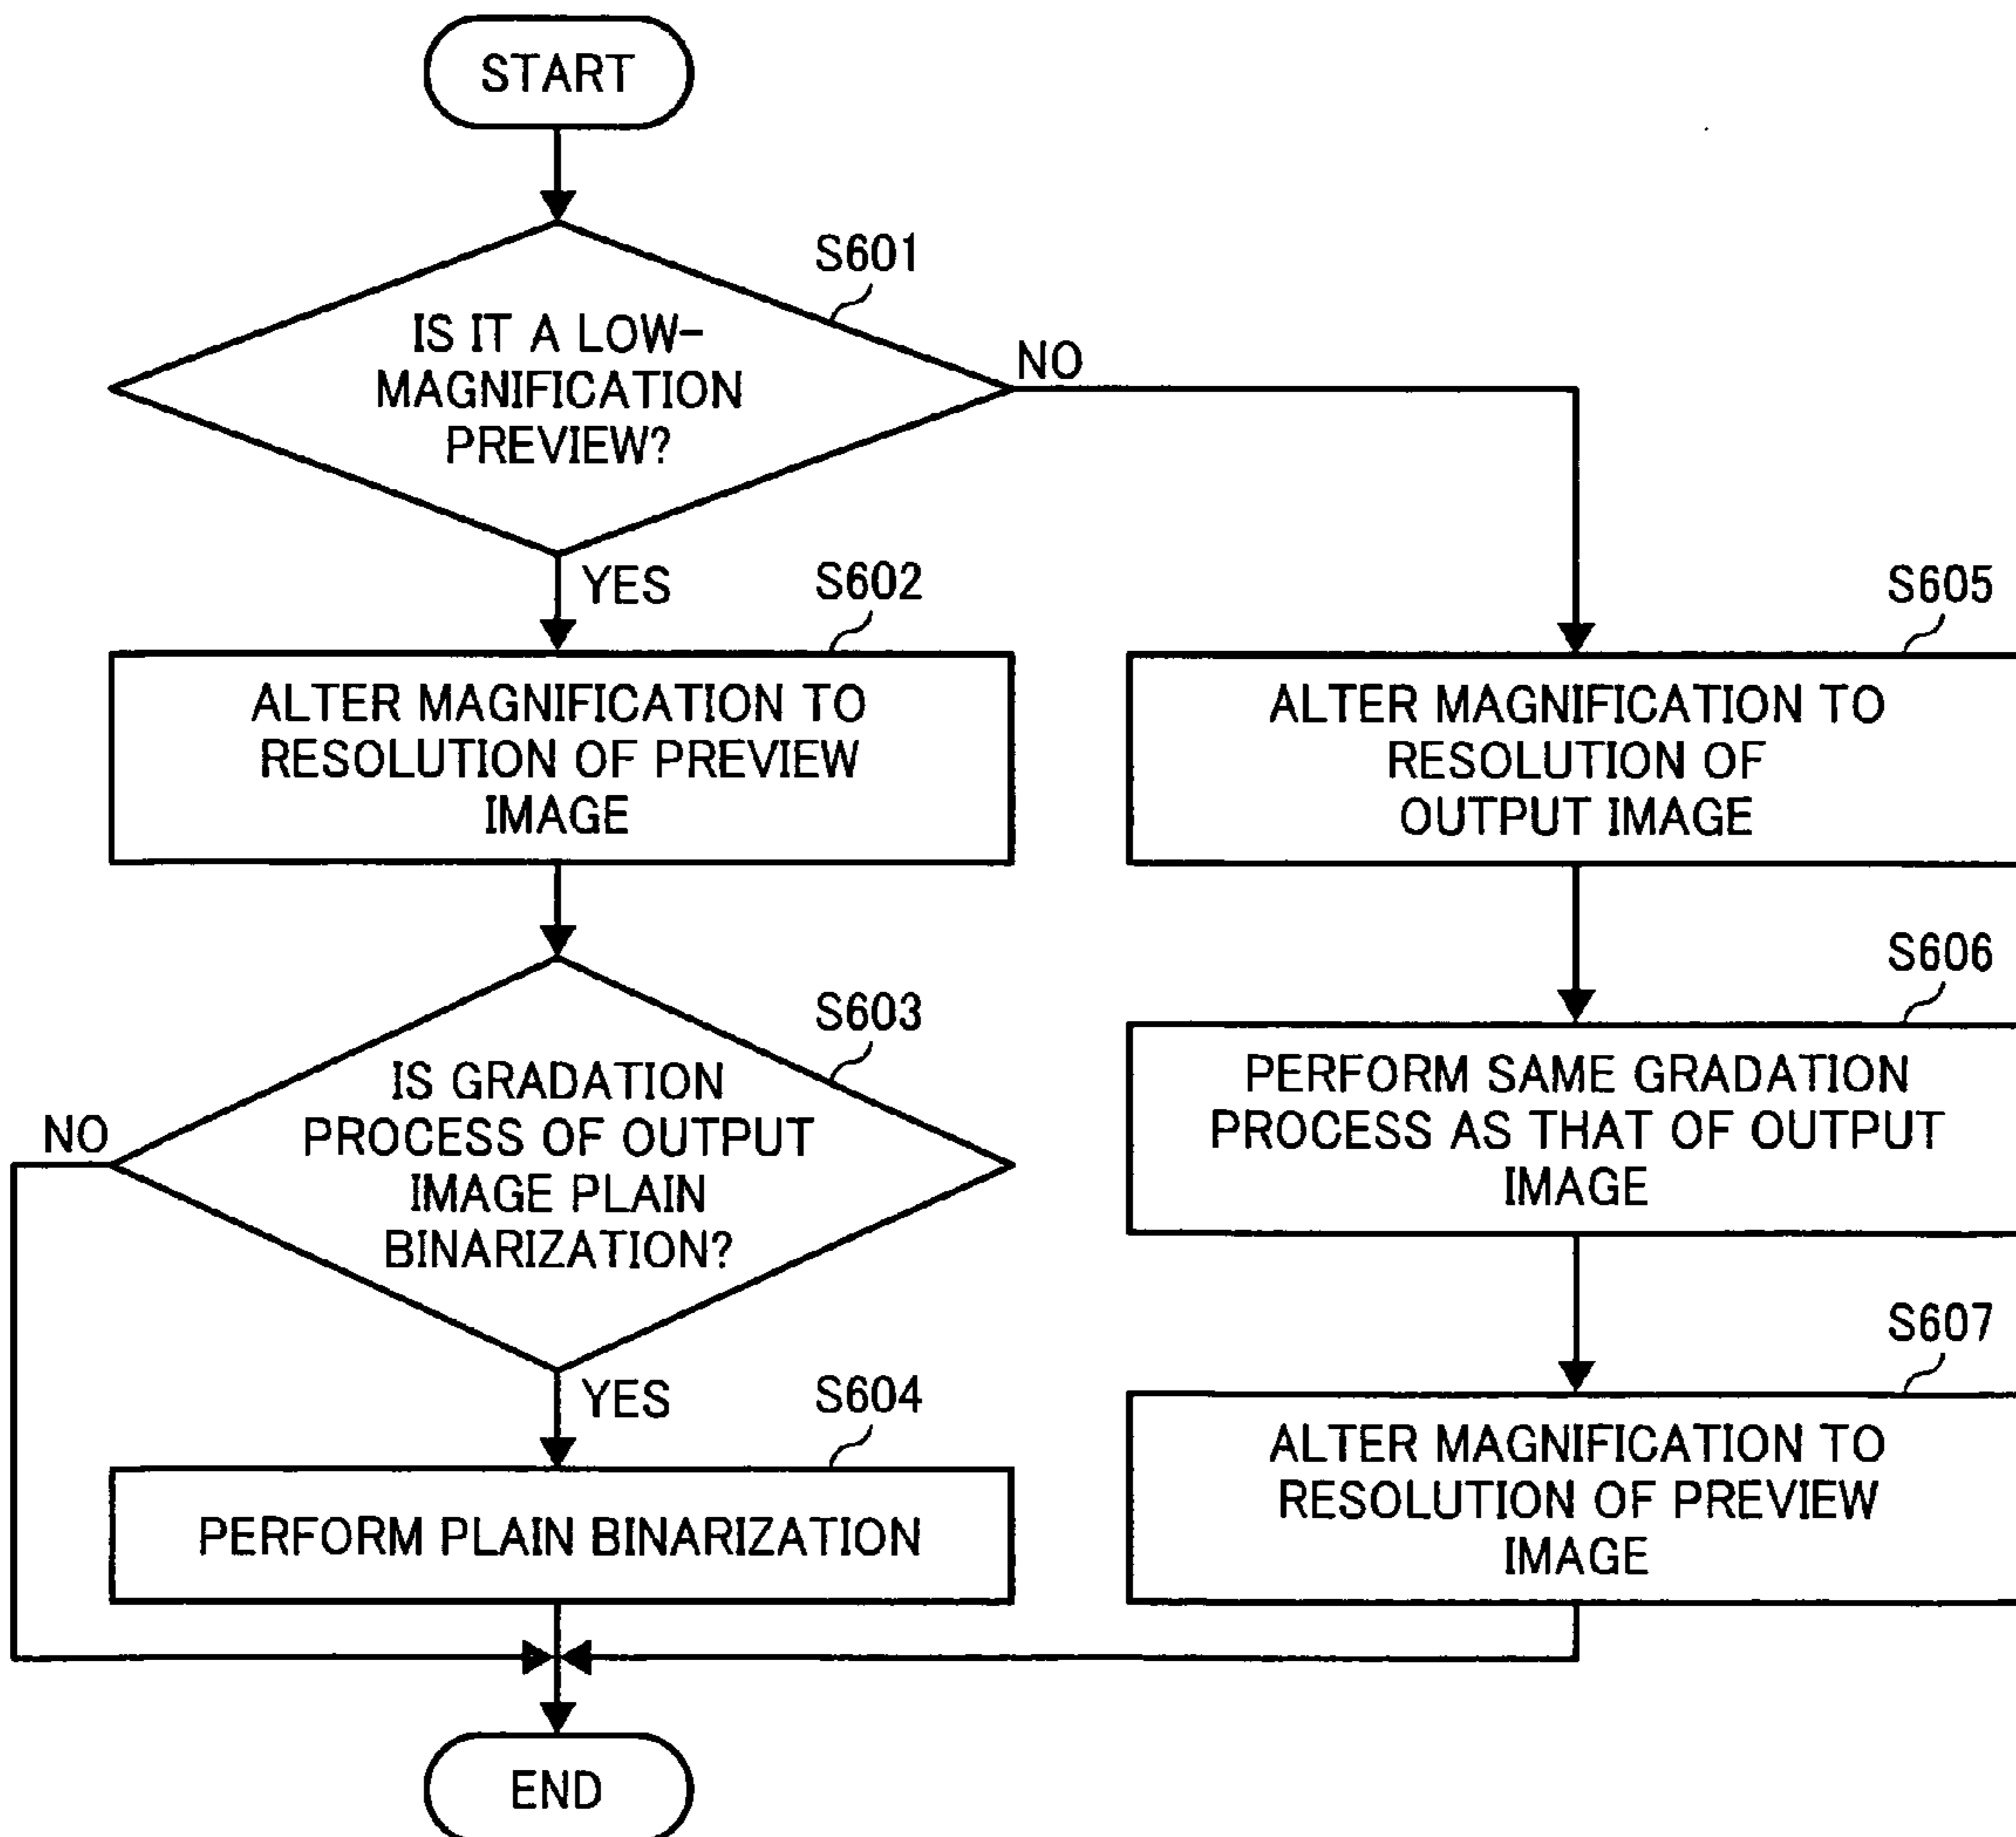 START
S601
IS IT A LOW-
MAGNIFICATION
PREVIEW?
NO
YES
S602
ALTER MAGNIFICATION TO
RESOLUTION OF PREVIEW
IMAGE
S603
IS GRADATION
PROCESS OF OUTPUT
IMAGE PLAIN
BINARIZATION?
NO
YES
S604
PERFORM PLAIN BINARIZATION
S605
ALTER MAGNIFICATION TO
RESOLUTION OF
OUTPUT IMAGE
S606
PERFORM SAME GRADATION
PROCESS AS THAT OF OUTPUT
IMAGE
S607
ALTER MAGNIFICATION TO
RESOLUTION OF PREVIEW
IMAGE
END